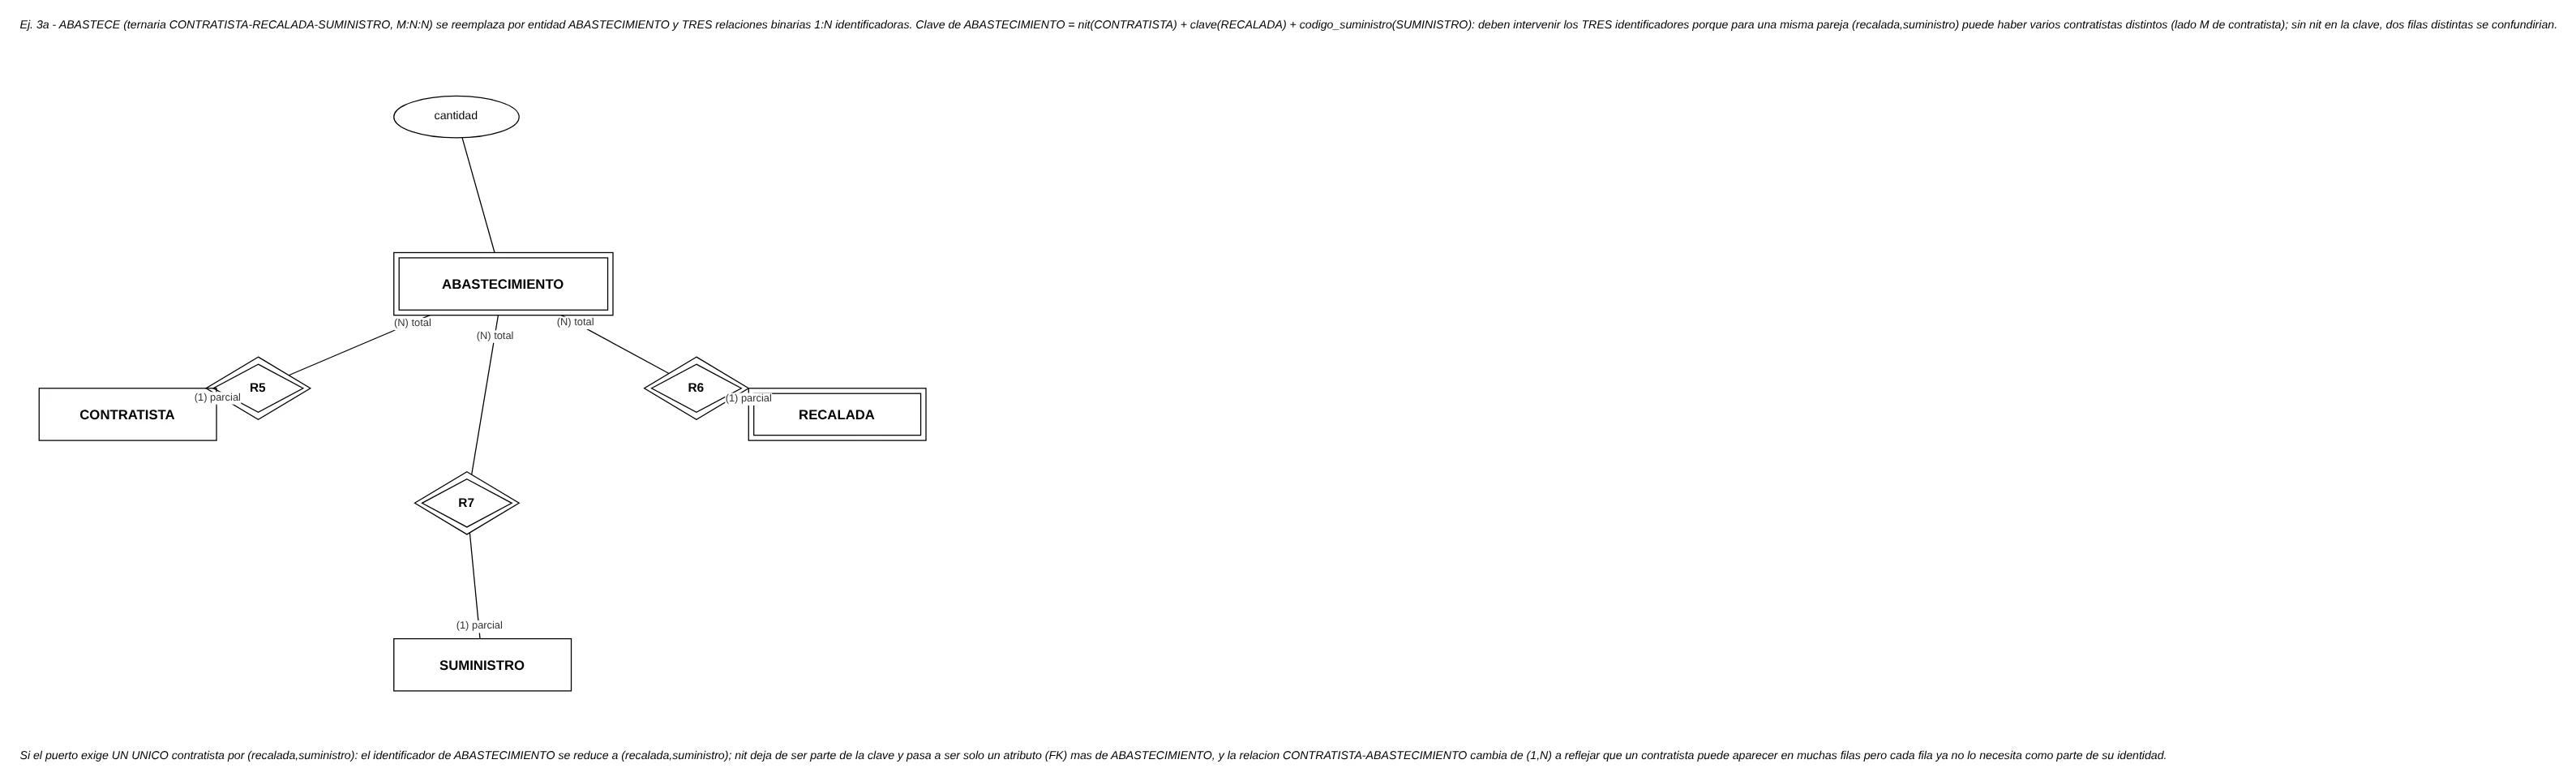 Ej. 3a - ABASTECE (ternaria CONTRATISTA-RECALADA-SUMINISTRO, M:N:N) se reemplaza por entidad ABASTECIMIENTO y TRES relaciones binarias 1:N identificadoras. Clave de ABASTECIMIENTO = nit(CONTRATISTA) + clave(RECALADA) + codigo_suministro(SUMINISTRO): deben intervenir los TRES identificadores porque para una misma pareja (recalada,suministro) puede haber varios contratistas distintos (lado M de contratista); sin nit en la clave, dos filas distintas se confundirian.
cantidad
ABASTECIMIENTO
(N) total
(N) total
(N) total
R5
R6
(1) parcial
(1) parcial
CONTRATISTA
RECALADA
R7
(1) parcial
SUMINISTRO
Si el puerto exige UN UNICO contratista por (recalada,suministro): el identificador de ABASTECIMIENTO se reduce a (recalada,suministro); nit deja de ser parte de la clave y pasa a ser solo un atributo (FK) mas de ABASTECIMIENTO, y la relacion CONTRATISTA-ABASTECIMIENTO cambia de (1,N) a reflejar que un contratista puede aparecer en muchas filas pero cada fila ya no lo necesita como parte de su identidad.